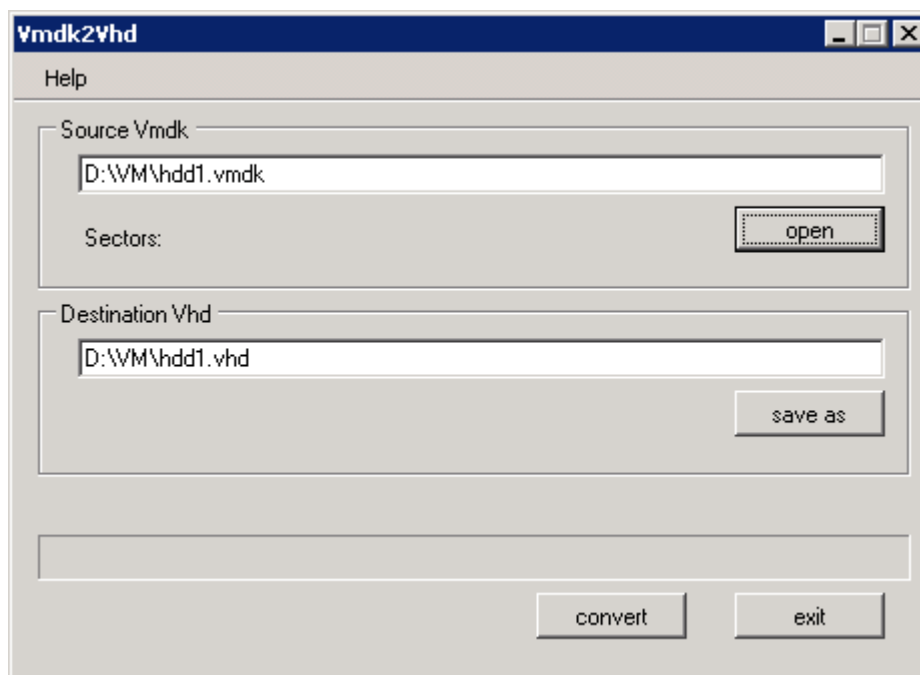 Vmdk2Vhd
Help
Source Vmdk
D:\VM\hdd1.vmdk
Sectors:
open
Destination Vhd
D:\VM\hdd1.vhd
save as
convert
exit